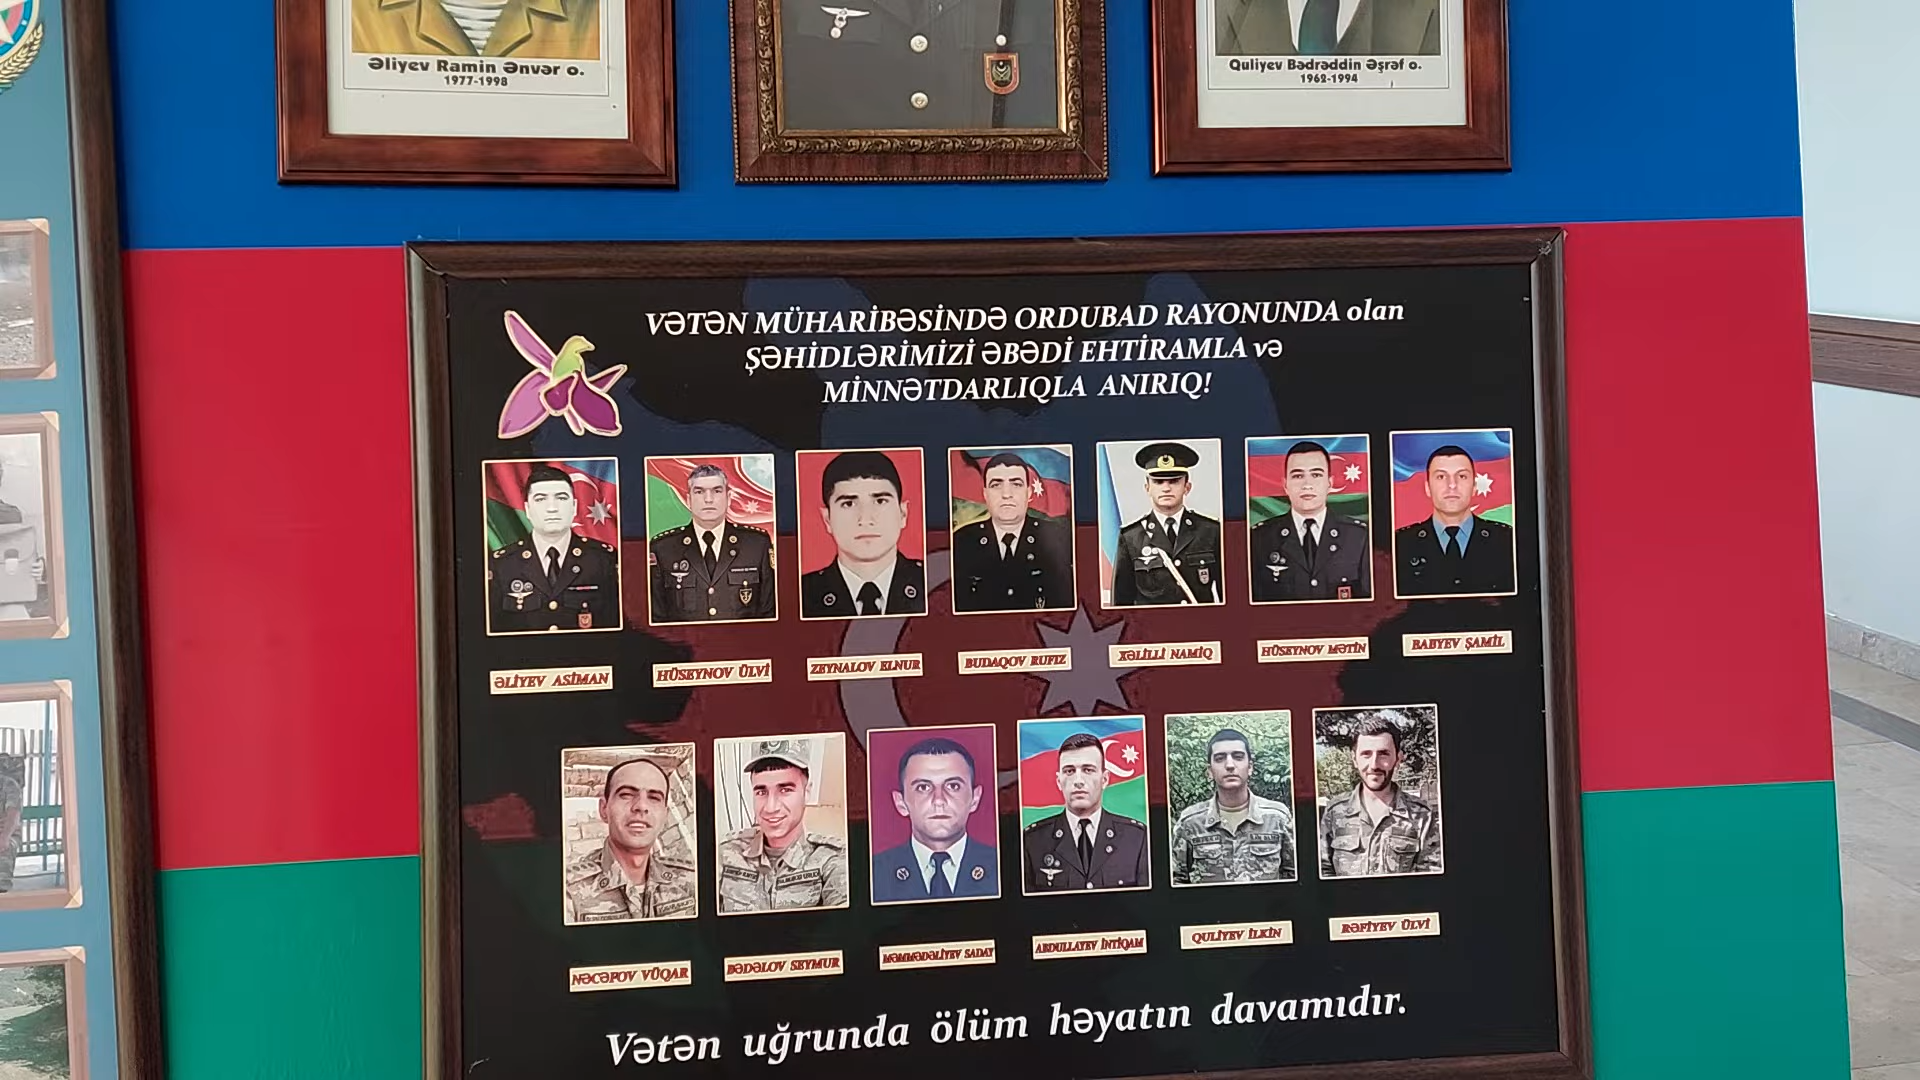 Əliyev Ramin Ənvər o.
1977-1998
Quliyev Bədrəddin Əşrəf o.
1962-1994
VƏTƏN MÜHARİBƏSİNDƏ ORDUBAD RAYONUNDA olan
ŞƏHİDLƏRİMİZİ ƏBƏDİ EHTİRAMLA və
MİNNƏTDARLIQLA ANIRIQ!
ƏLİYEV ASİMAN
HÜSEYNOV ÜLVİ
ZEYNALOV ELNUR
BUDAQOV RUFIZ
XƏLİLLİ NAMİQ
HÜSEYNOV MƏTİN
BABYEV ŞAMİL
NƏCƏFOV VÜQAR
BƏDƏLOV SEYMUR
MƏMMƏDƏLİYEV SADAY
ABDULLAYEV İNTİQAM
QULİYEV İLKİN
RƏFİYEV ÜLVİ
Vətən uğrunda ölüm həyatın davamıdır.